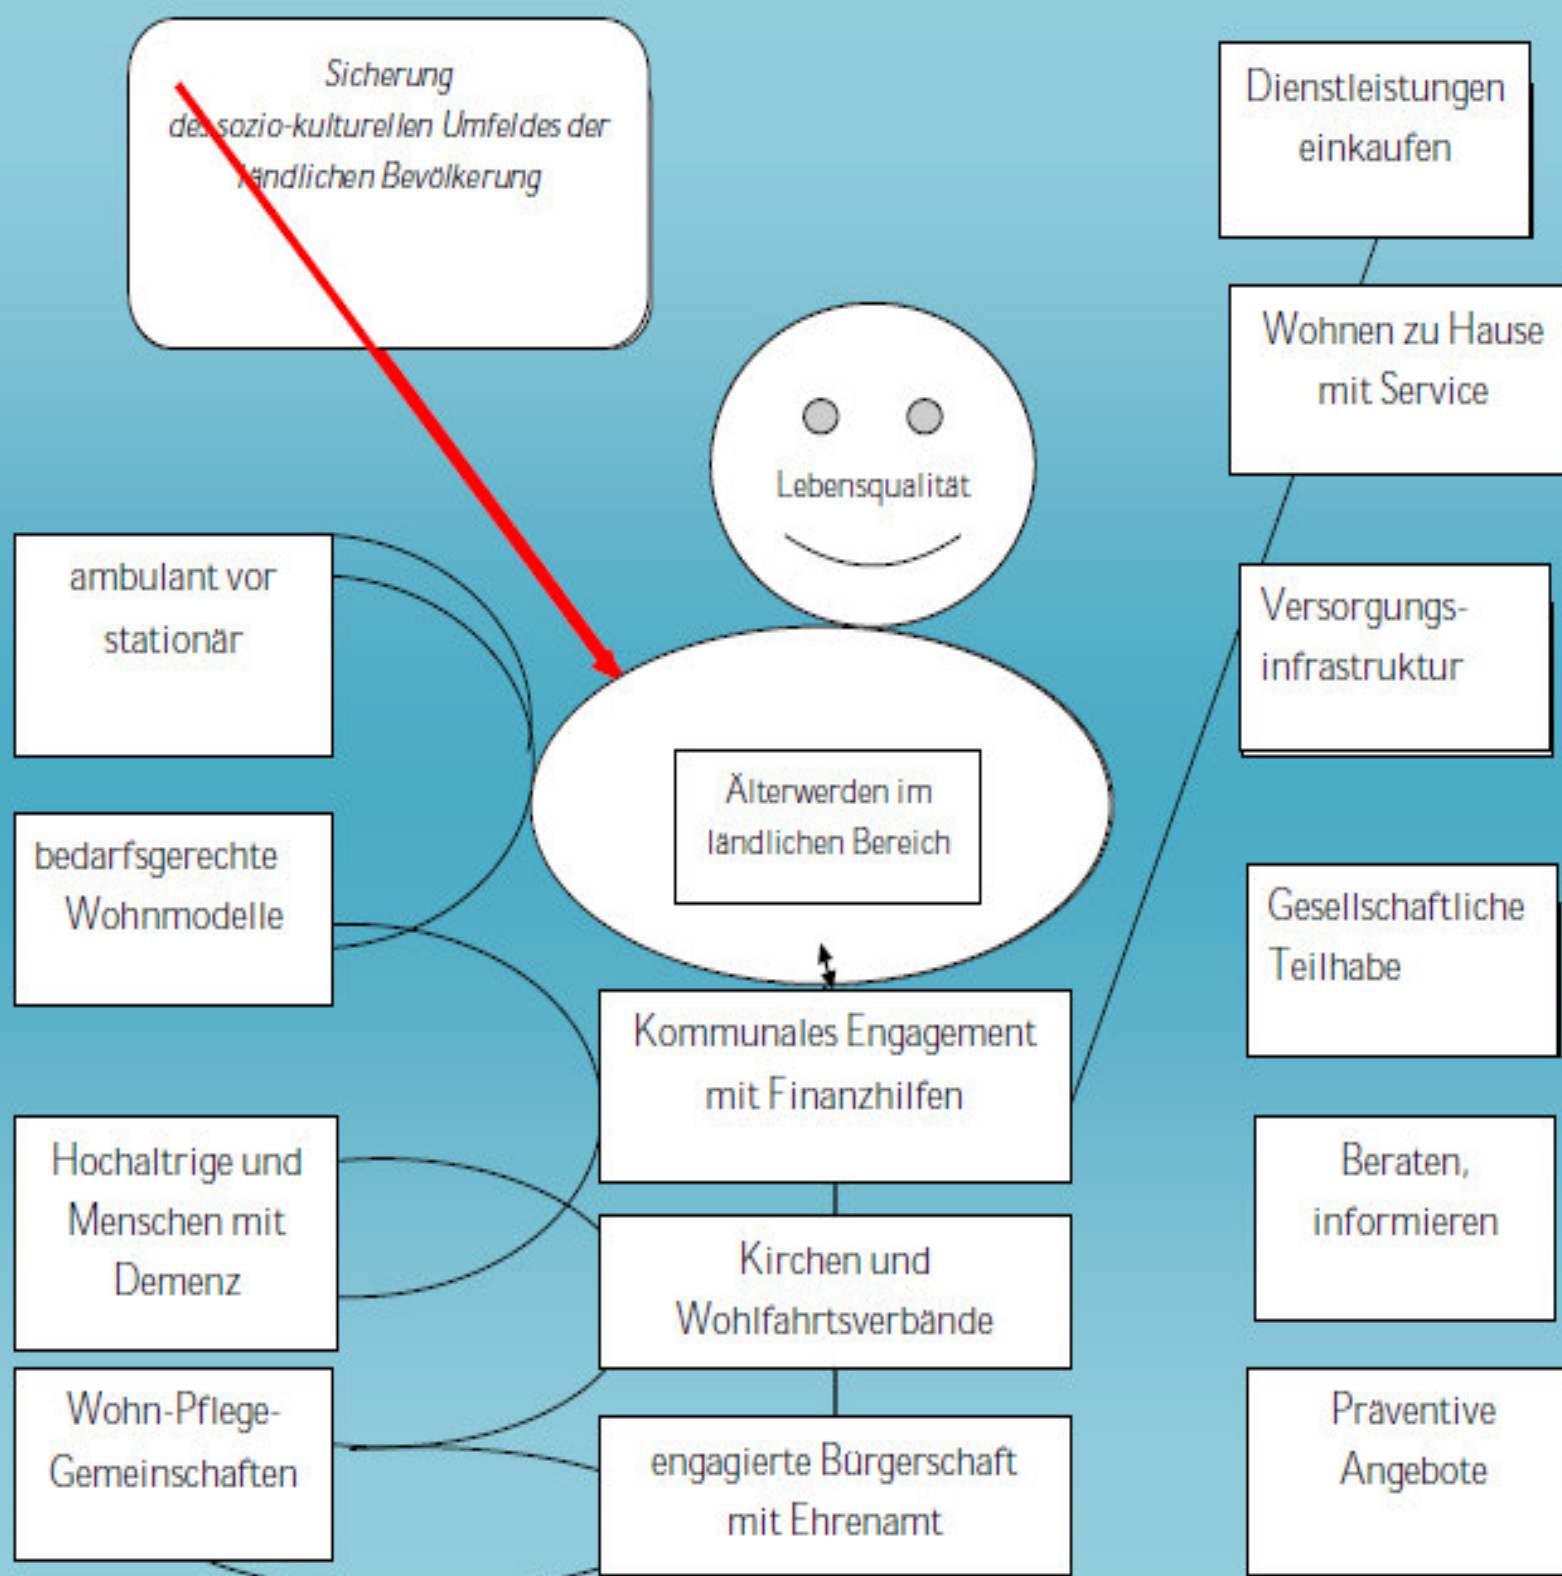 Sicherung
des sozio-kulturellen Umfeldes der
ländlichen Bevölkerung
Dienstleistungen
einkaufen
Wohnen zu Hause
mit Service
Lebensqualität
ambulant vor
stationär
Versorgungs-
infrastruktur
Älterwerden im
ländlichen Bereich
bedarfsgerechte
Wohnmodelle
Gesellschaftliche
Teilhabe
Kommunales Engagement
mit Finanzhilfen
Hochaltrige und
Menschen mit
Demenz
Beraten,
informieren
Kirchen und
Wohlfahrtsverbände
Wohn-Pflege-
Gemeinschaften
engagierte Bürgerschaft
mit Ehrenamt
Präventive
Angebote